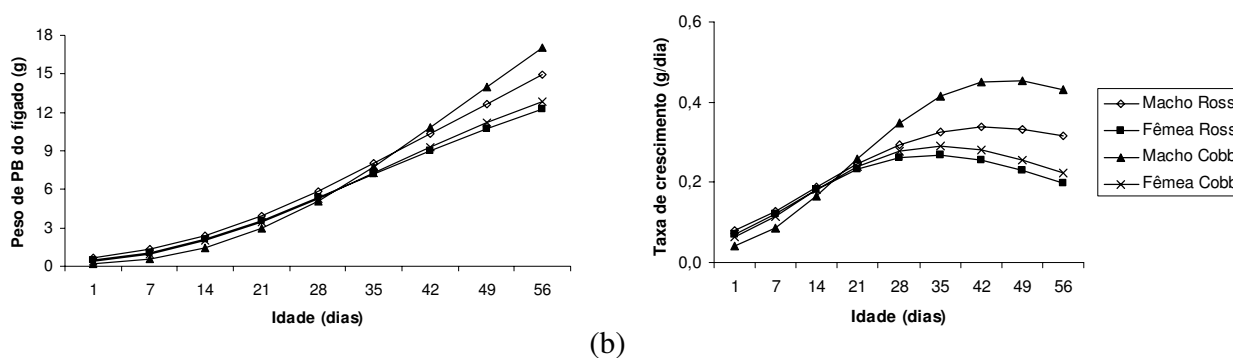 Peso de PB do fígado (g)
18
15
12
9
6
3
0
1 7 14 21 28 35 42 49 56
Idade (dias)
(b)
Taxa de crescimento (g/dia)
0,6
0,4
0,2
0,0
1 7 14 21 28 35 42 49 56
Idade (dias)
Macho Ross
Fêmea Ross
Macho Cobb
Fêmea Cobb